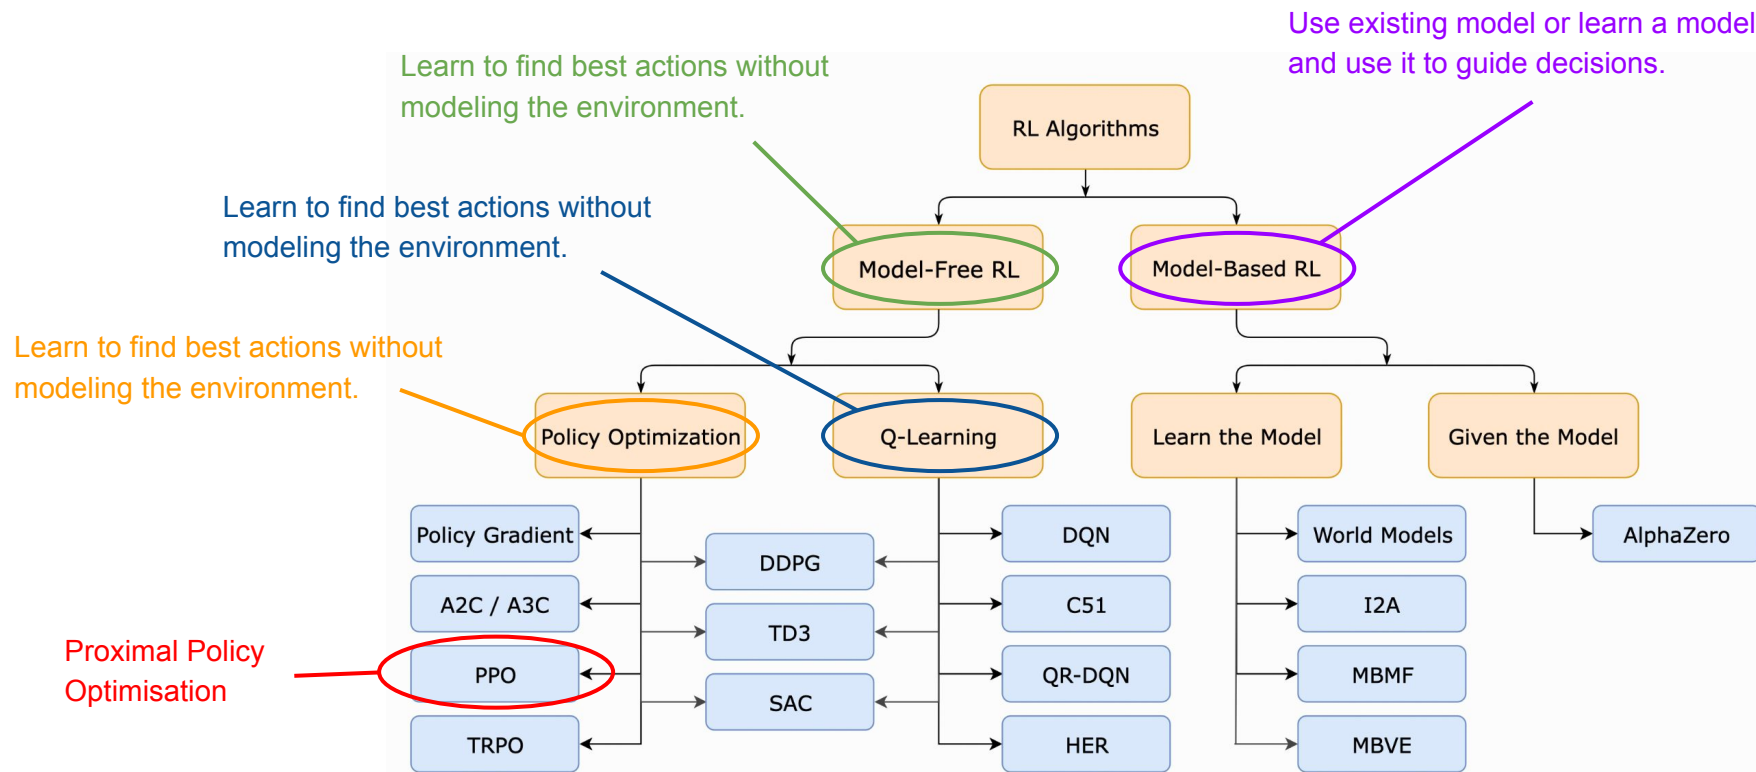 Use existing model or learn a model
and use it to guide decisions.
Learn to find best actions without
modeling the environment.
RL Algorithms
Learn to find best actions without
modeling the environment.
Model-Free RL
Model-Based RL
Learn to find best actions without
modeling the environment.
Policy Optimization
Q-Learning
Learn the Model
Given the Model
Policy Gradient
DDPG
DQN
World Models
AlphaZero
A2C / A3C
TD3
C51
I2A
Proximal Policy
Optimisation
PPO
SAC
QR-DQN
MBMF
TRPO
HER
MBVE